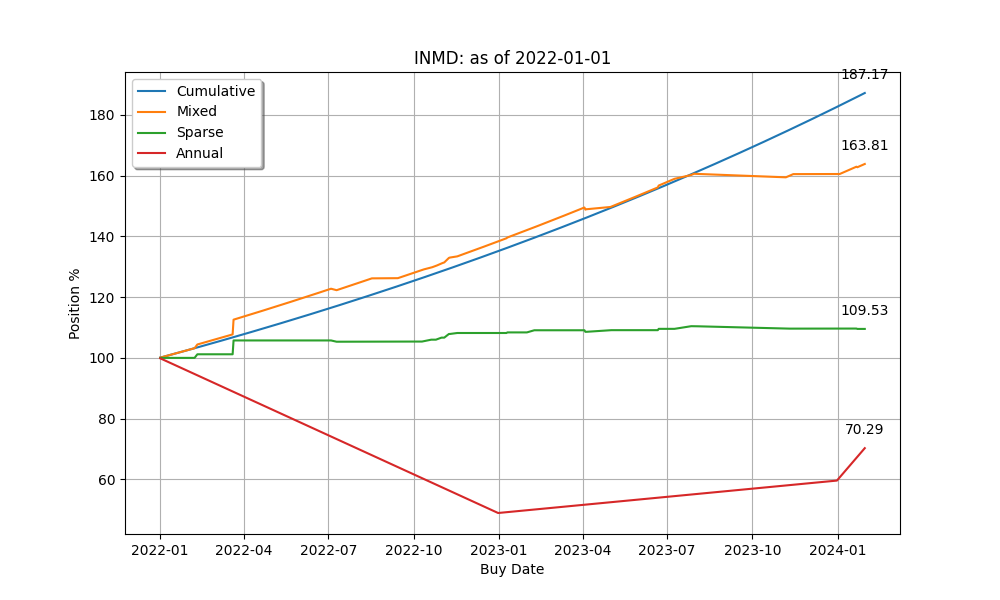 INMD: as of 2022-01-01
187.17
Cumulative
Mixed
Sparse
Annual
163.81
109.53
70.29
180
160
140
120
100
80
60
Position %
2022-01 2022-04 2022-07 2022-10 2023-01 2023-04 2023-07 2023-10 2024-01
Buy Date